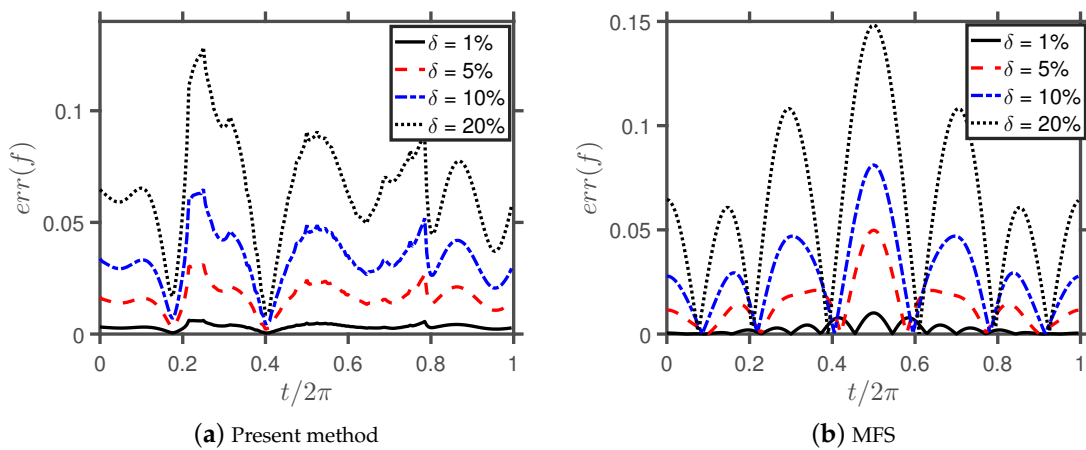 δ = 1%
δ = 5%
δ = 10%
δ = 20%
0.1
0.05
0
err(f)
0 0.2 0.4 0.6 0.8 1
t/2π
(a) Present method
δ = 1%
δ = 5%
δ = 10%
δ = 20%
0.15
0.1
0.05
0
err(f)
0 0.2 0.4 0.6 0.8 1
t/2π
(b) MFS